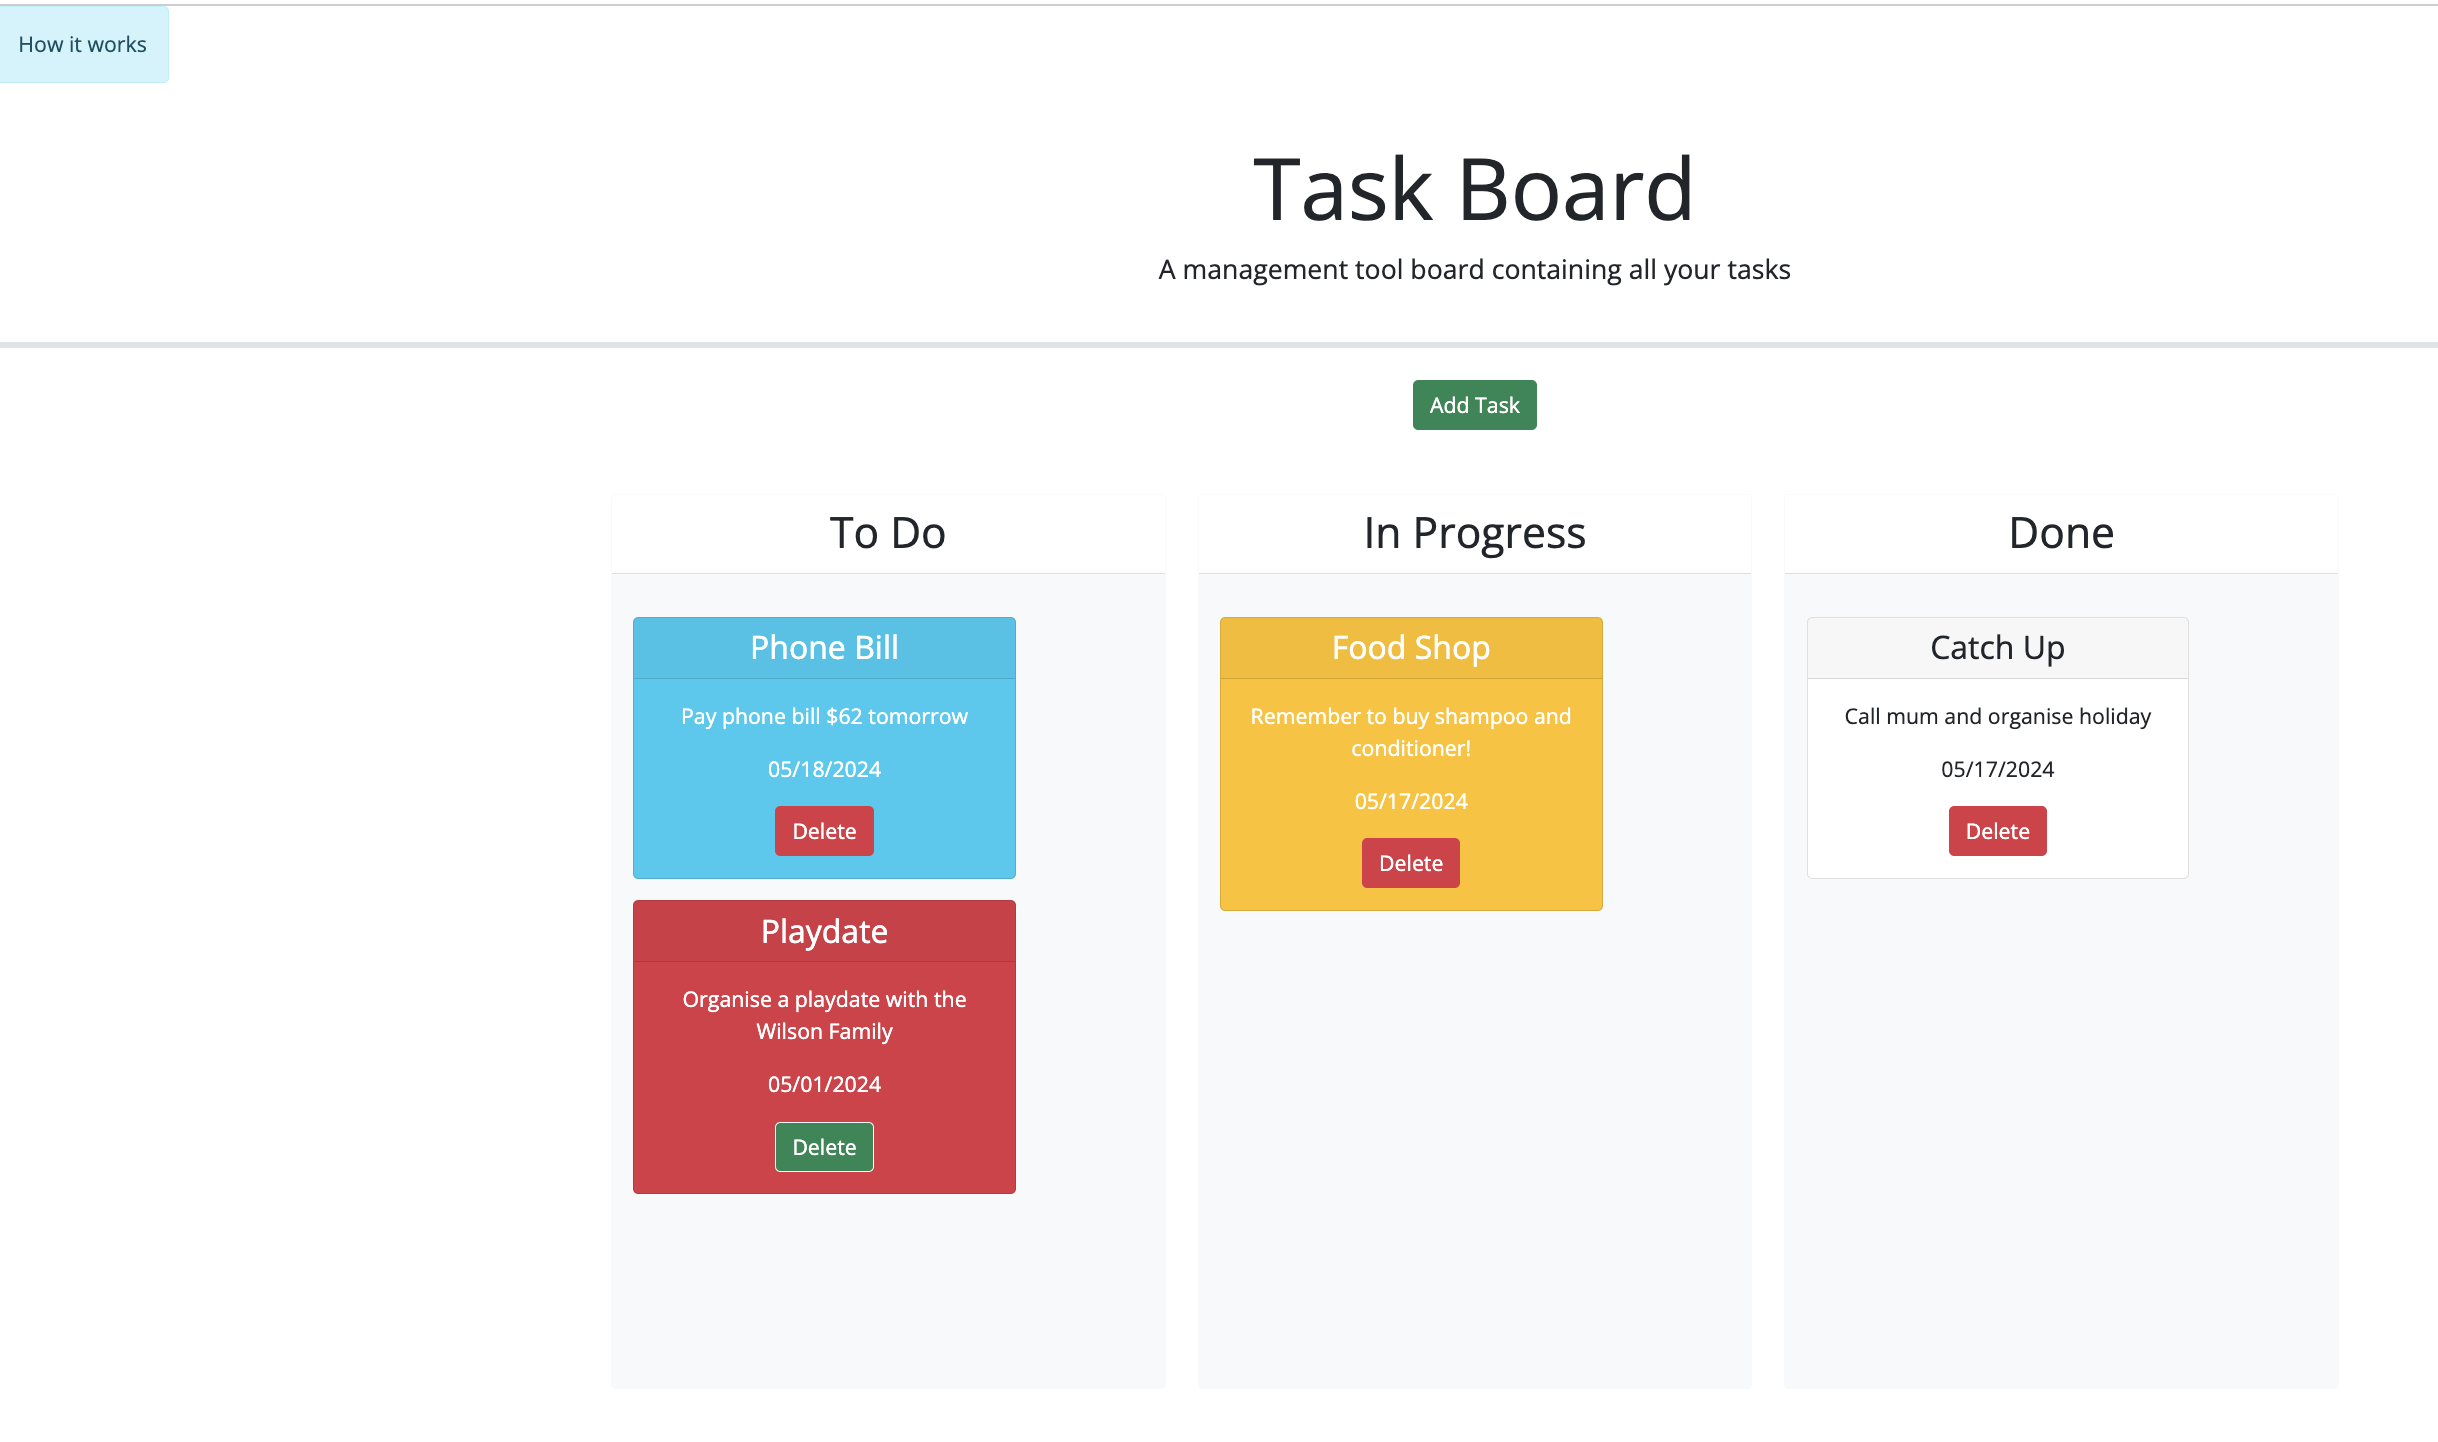 How it works
Task Board
A management tool board containing all your tasks
Add Task
To Do
Phone Bill
Pay phone bill $62 tomorrow
05/18/2024
Delete
Playdate
Organise a playdate with the
Wilson Family
05/01/2024
Delete
In Progress
Food Shop
Remember to buy shampoo and
conditioner!
05/17/2024
Delete
Done
Catch Up
Call mum and organise holiday
05/17/2024
Delete